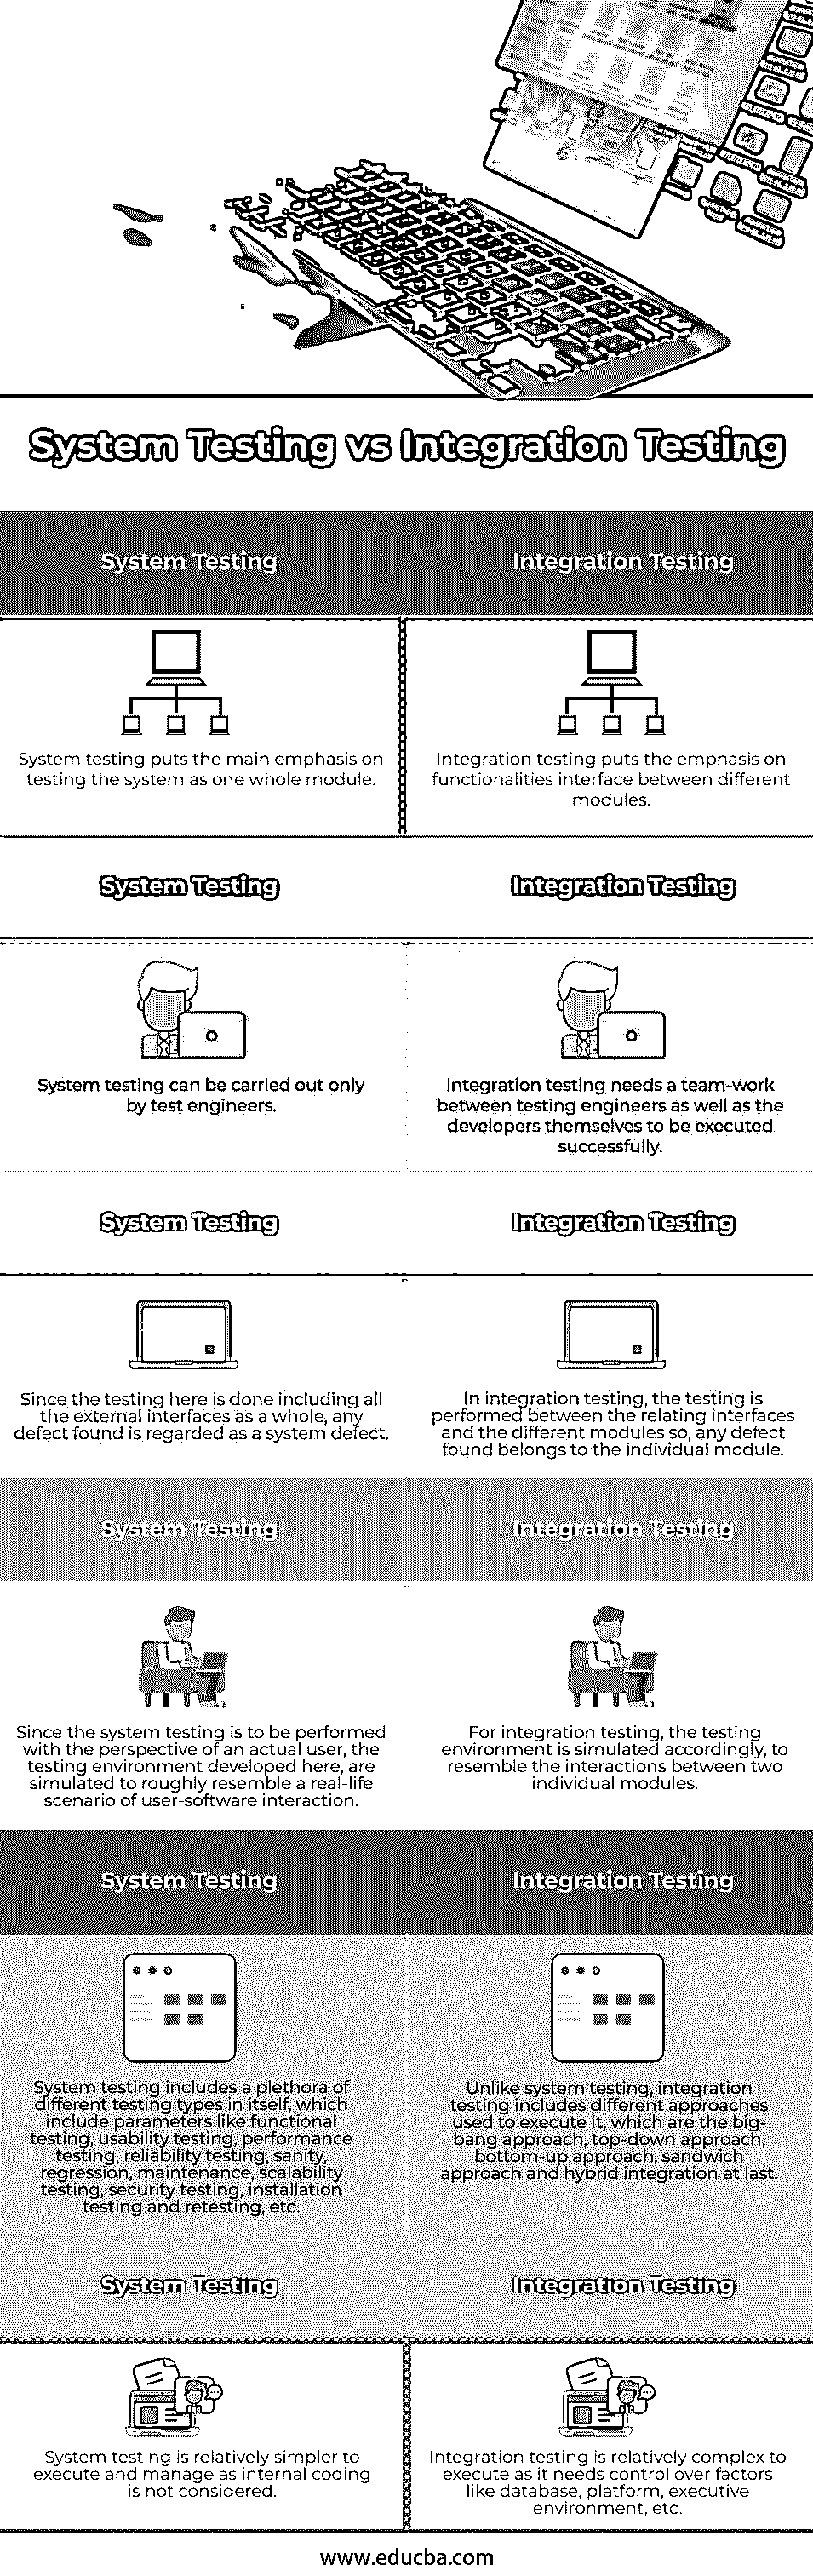 System Testing vs Integration Testing
System Testing
Integration Testing
System testing puts the main emphasis on
testing the system as one whole module.
Integration testing puts the emphasis on
functionalities interface between different
modules.
System Testing
Integration Testing
System testing can be carried out only
by test engineers.
Integration testing needs a team-work
between testing engineers as well as the
developers themselves to be executed
successfully.
System Testing
Integration Testing
Since the testing here is done including all
the external interfaces as a whole, any
defect found is regarded as a system defect.
In integration testing, the testing is
performed between the relating interfaces
and the different modules so, any defect
found belongs to the individual module.
System Testing
Integration Testing
Since the system testing is to be performed
with the perspective of an actual user, the
testing environment developed here, are
simulated to roughly resemble a real-life
scenario of user-software interaction.
For integration testing, the testing
environment is simulated accordingly, to
resemble the interactions between two
individual modules.
System Testing
Integration Testing
System testing includes a plethora of
different testing types in itself, which
include parameters like functional
testing, usability testing, performance
testing, reliability testing, sanity,
regression, maintenance, scalability
testing, security testing, installation
testing and retesting, etc.
Unlike system testing, integration
testing includes different approaches
used to execute it, which are the big-
bang approach, top-down approach,
bottom-up approach, sandwich
approach and hybrid integration at last.
System Testing
Integration Testing
System testing is relatively simpler to
execute and manage as internal coding
is not considered.
Integration testing is relatively complex to
execute as it needs control over factors
like database, platform, executive
environment, etc.
www.educba.com